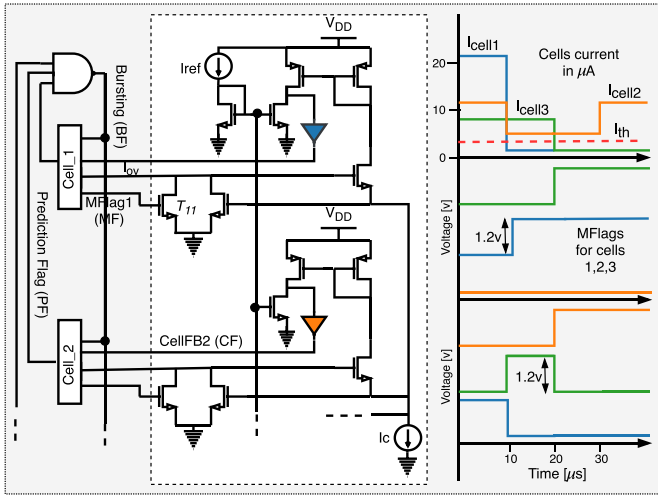 Bursting (BF)
Prediction Flag (PF)
Cell_1
Iov
MFlag1
(MF)
T11
Iref
VDD
VDD
Cell_2
CellFB2 (CF)
Ic
Icell1
Cells current
in µA
Icell2
Icell3
Ith
20
10
0
Voltage [v]
1.2v
MFlags
for cells
1,2,3
Voltage [v]
1.2v
10
20
30
Time [µs]